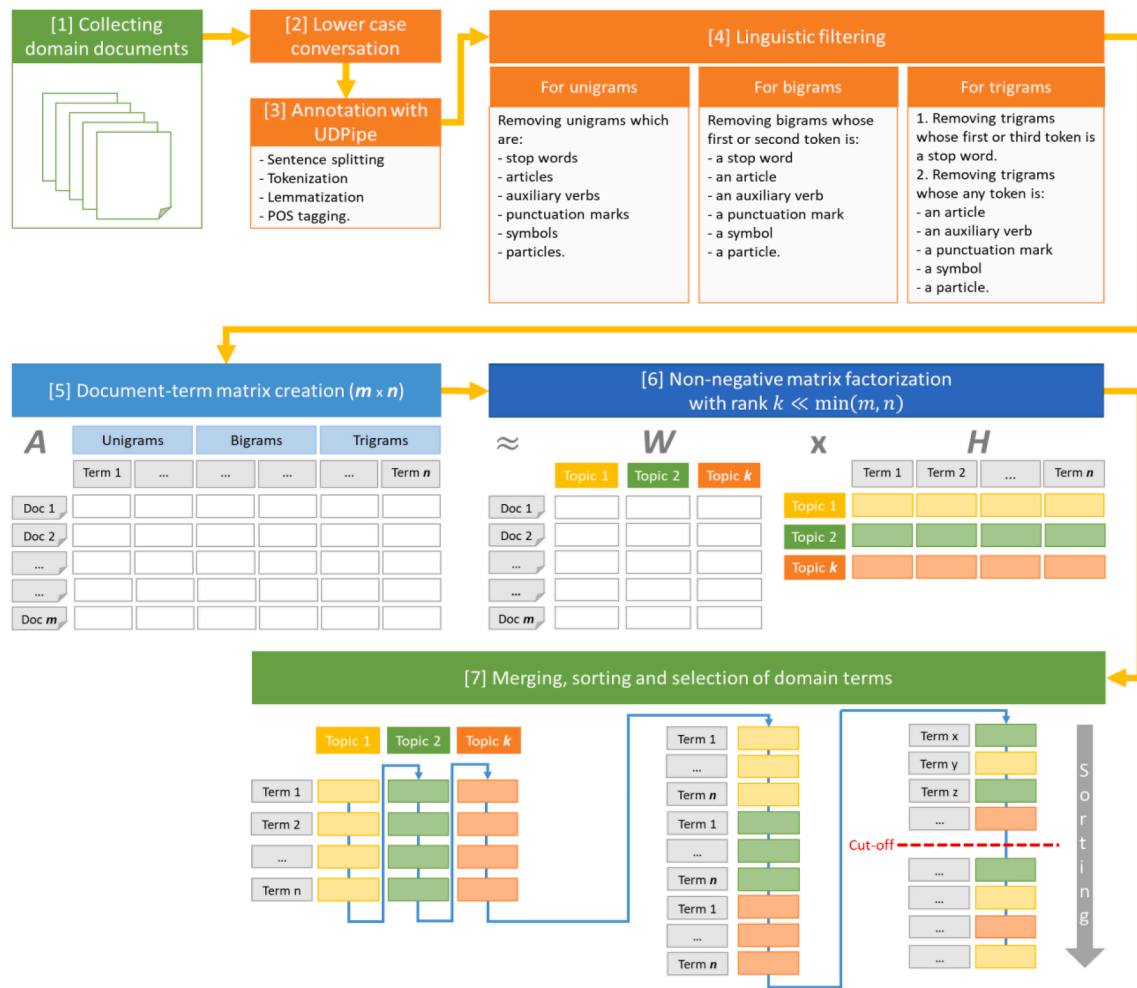 [1] Collecting
domain documents
[2] Lower case
conversation
[3] Annotation with
UDPipe
- Sentence splitting
- Tokenization
- Lemmatization
- POS tagging.
[4] Linguistic filtering
For unigrams
Removing unigrams which
are:
- stop words
- articles
- auxiliary verbs
- punctuation marks
- symbols
- particles.
For bigrams
Removing bigrams whose
first or second token is:
- a stop word
- an article
- an auxiliary verb
- a punctuation mark
- a symbol
- a particle.
For trigrams
1. Removing trigrams
whose first or third token is
a stop word.
2. Removing trigrams
whose any token is:
- an article
- an auxiliary verb
- a punctuation mark
- a symbol
- a particle.
[5] Document-term matrix creation (m x n)
A
Unigrams Bigrams Trigrams
Term 1 ... ... ... ... Term n
Doc 1
Doc 2
...
...
Doc m
[6] Non-negative matrix factorization
with rank k ≪ min(m, n)
≈ W x H
Topic 1 Topic 2 Topic k
Doc 1
Doc 2
...
...
Doc m
Term 1 Term 2 ... Term n
Topic 1
Topic 2
Topic k
[7] Merging, sorting and selection of domain terms
Topic 1 Topic 2 Topic k
Term 1
Term 2
...
Term n
Term 1
...
Term n
Term 1
...
Term n
Term 1
...
Term n
Term x
Term y
Term z
...
Cut-off
...
...
...
...
Sorting